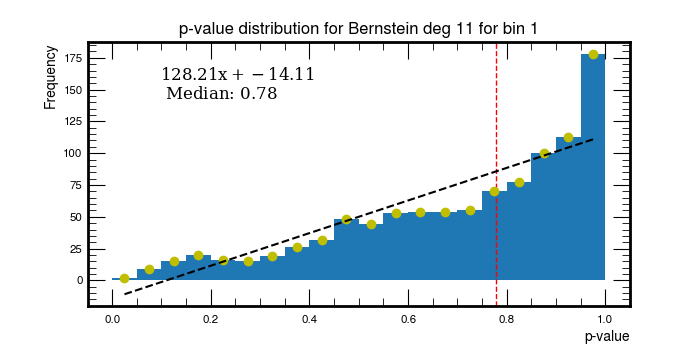 p-value distribution for Bernstein deg 11 for bin 1
Frequency
128.21x + −14.11
Median: 0.78
175
150
125
100
75
50
25
0
0.0 0.2 0.4 0.6 0.8 1.0
p-value